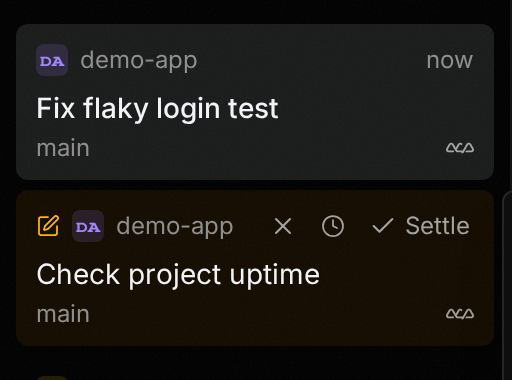 DA demo-app now
Fix flaky login test
main
DA demo-app Settle
Check project uptime
main